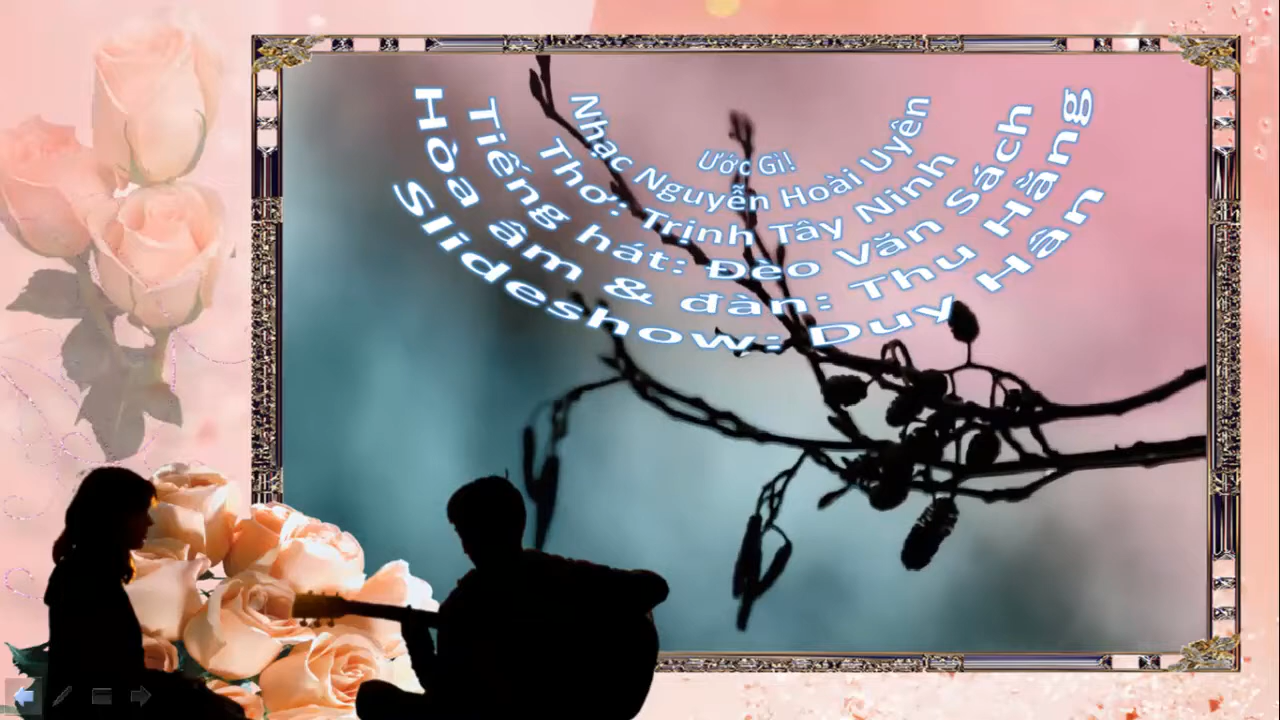 Ước Gì!
Nhạc Nguyễn Hoài Uyên
Thơ: Trịnh Tây Ninh
Tiếng hát: Đèo Văn Sách
Hòa âm & đàn: Thu Hằng
Slideshow: Duy Hân